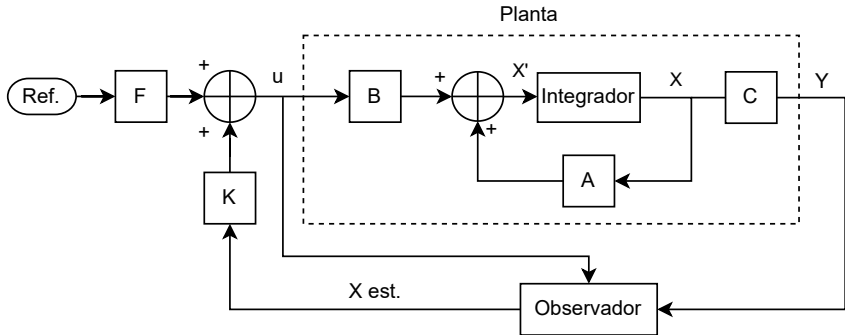 Planta
+
u
X'
X
Y
Ref.
F
B
+
Integrador
C
+
+
A
K
X est.
Observador